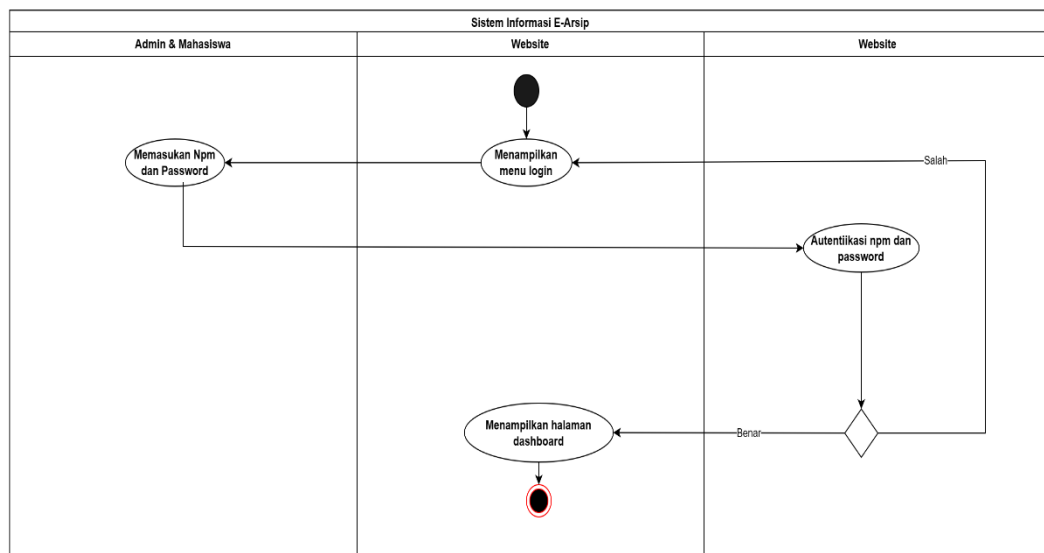 Sistem Informasi E-Arsip
Admin & Mahasiswa
Website
Website
Memasukan Npm
dan Password
Menampilkan
menu login
Salah
Autentiikasi npm dan
password
Menampilkan halaman
dashboard
Benar